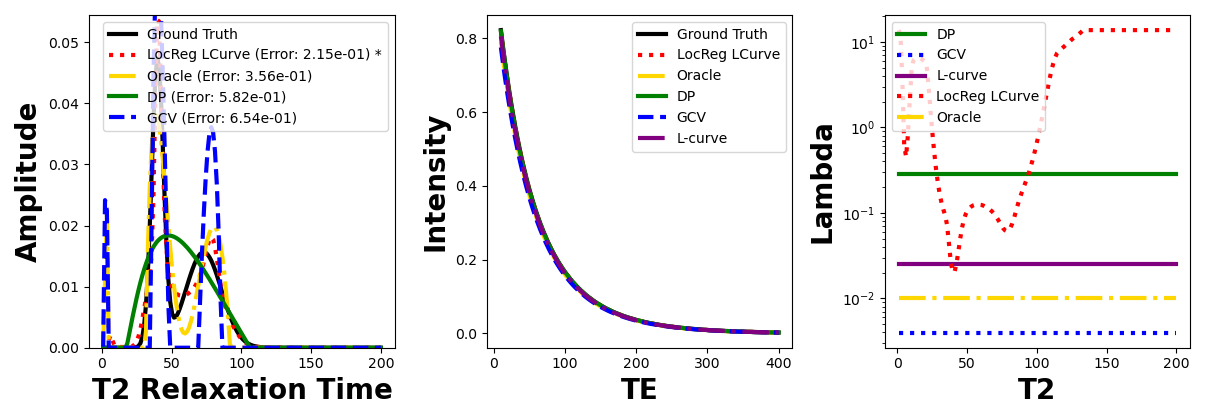 Amplitude
0.05
0.04
0.03
0.02
0.01
0.00
Ground Truth
LocReg LCurve (Error: 2.15e-01) *
Oracle (Error: 3.56e-01)
DP (Error: 5.82e-01)
GCV (Error: 6.54e-01)
0 50 100 150 200
T2 Relaxation Time
Intensity
0.8
0.6
0.4
0.2
0.0
Ground Truth
LocReg LCurve
Oracle
DP
GCV
L-curve
0 100 200 300 400
TE
Lambda
10¹
10⁰
10⁻¹
10⁻²
DP
GCV
L-curve
LocReg LCurve
Oracle
0 50 100 150 200
T2